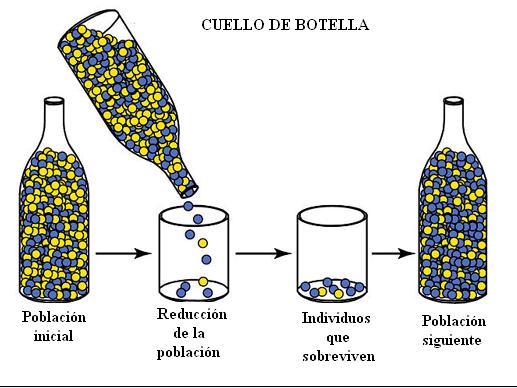 CUELLO DE BOTELLA
Población
inicial
Reducción
de la
población
Individuos
que
sobreviven
Población
siguiente